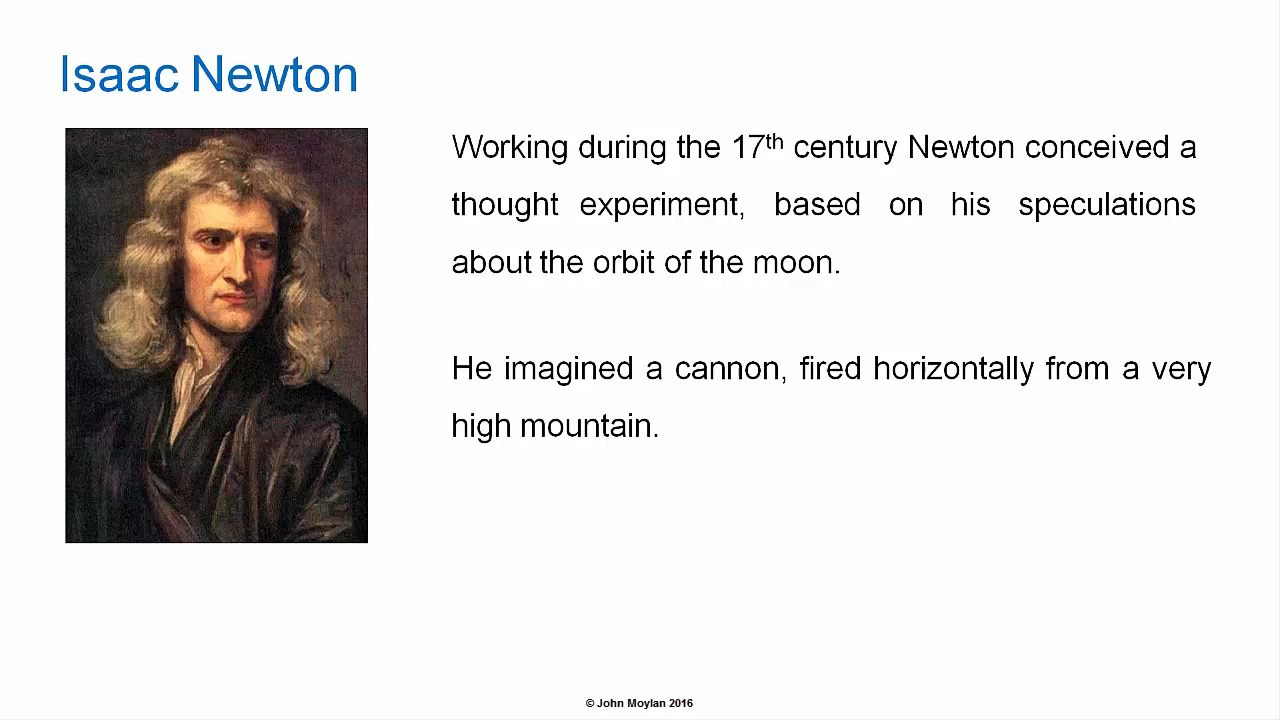 Isaac Newton
Working during the 17th century Newton conceived a
thought experiment, based on his speculations
about the orbit of the moon.
He imagined a cannon, fired horizontally from a very
high mountain.
© John Moylan 2016